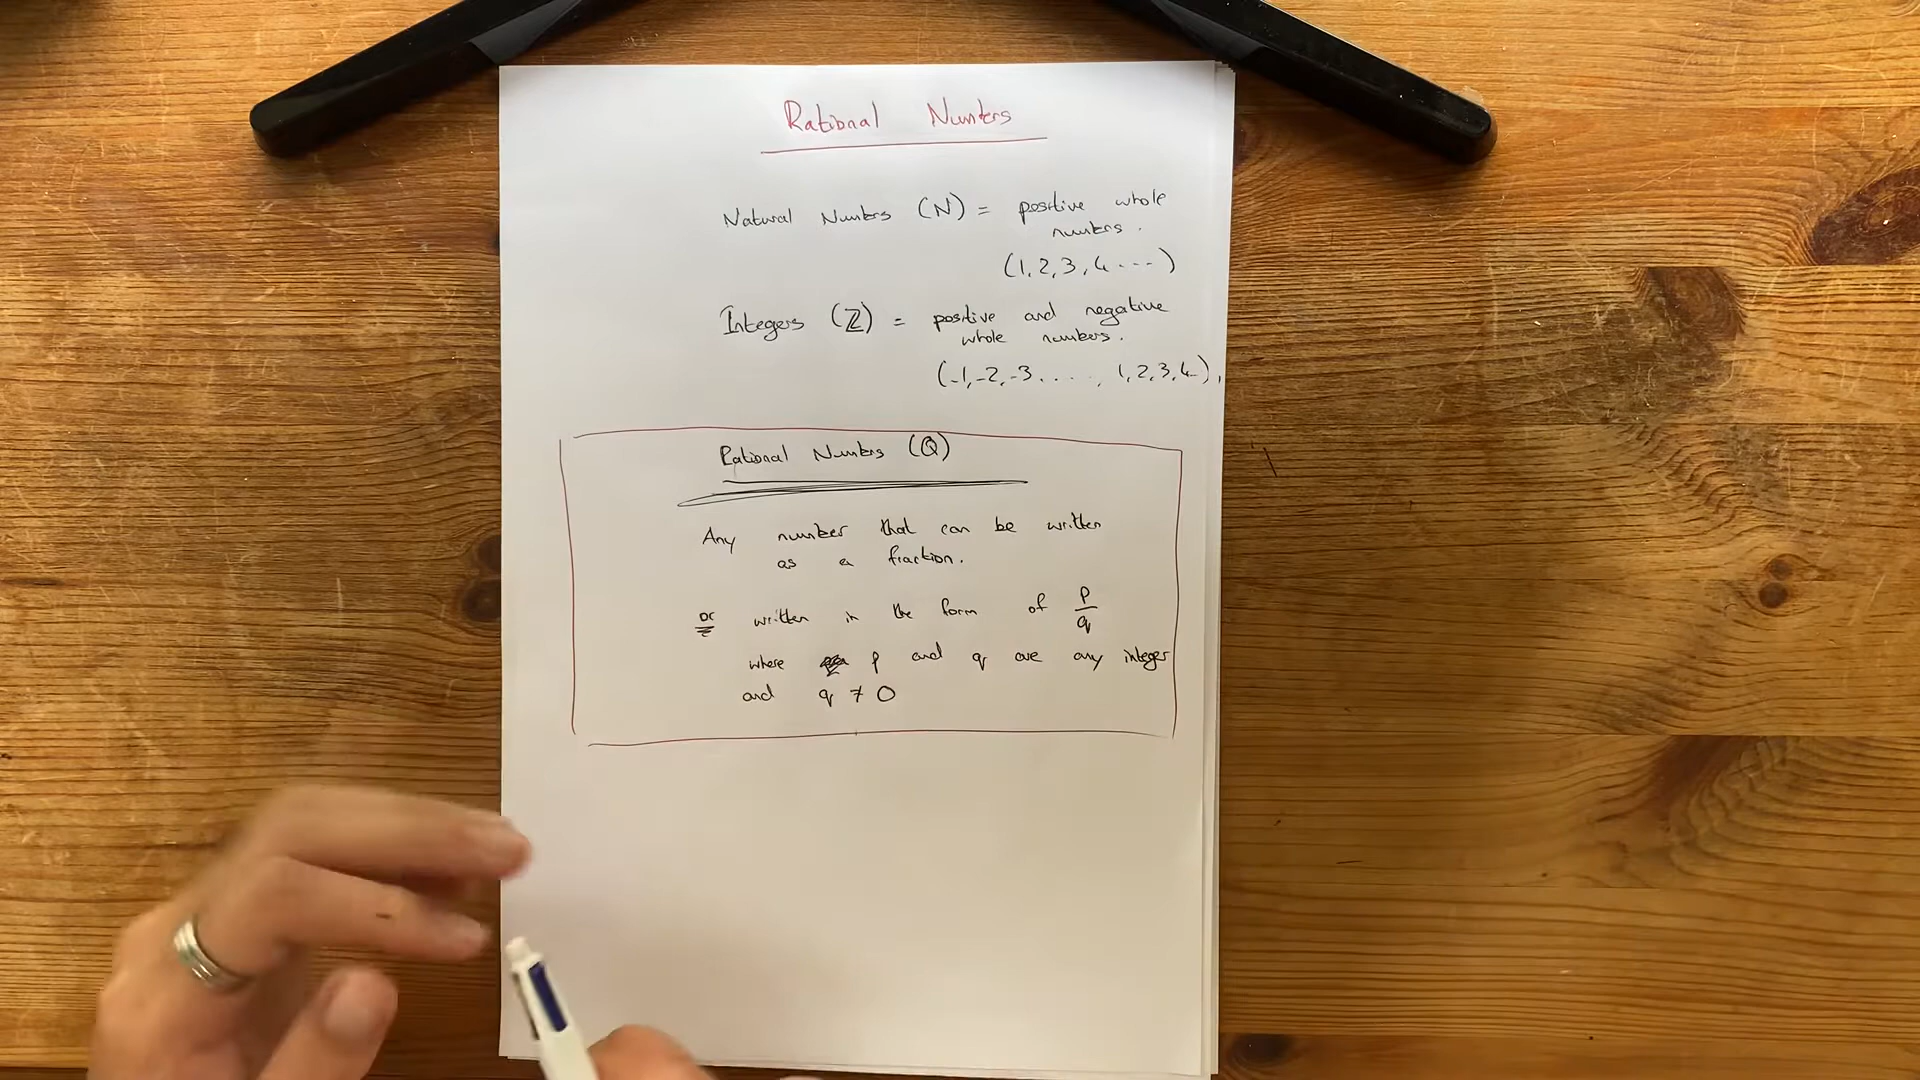 Rational Numbers
Natural Numbers (N) = positive whole
numbers.
(1, 2, 3, 4 ....)
Integers (ℤ) = positive and negative
whole numbers.
(-1, -2, -3 . . . . , 1, 2, 3, 4...),
Rational Numbers (ℚ)
Any number that can be written
as a fraction.
or written in the form of p/q
where p and q are any integer
and q ≠ 0